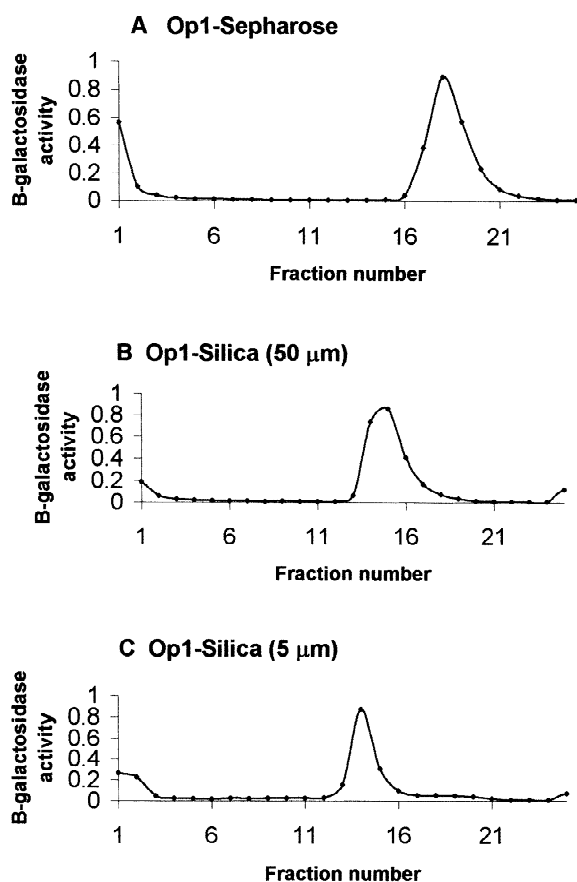 A Op1-Sepharose
B-galactosidase
activity
1
0.8
0.6
0.4
0.2
0
1 6 11 16 21
Fraction number
B Op1-Silica (50 μm)
B-galactosidase
activity
1
0.8
0.6
0.4
0.2
0
1 6 11 16 21
Fraction number
C Op1-Silica (5 μm)
B-galactosidase
activity
1
0.8
0.6
0.4
0.2
0
1 6 11 16 21
Fraction number